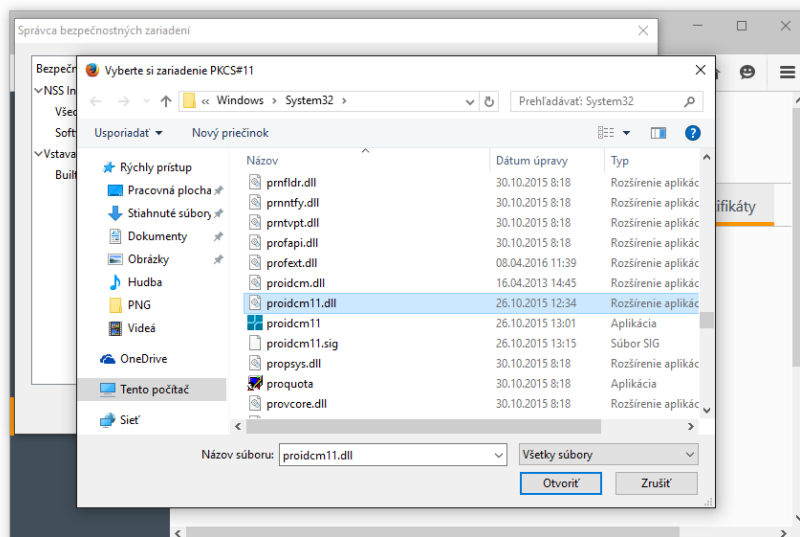 Správca bezpečnostných zariadení
Bezpečn
NSS In
Všec
Soft
Vstava
Built
Vyberte si zariadenie PKCS#11
« Windows › System32 ›
Prehľadávať: System32
Usporiadať
Nový priečinok
Rýchly prístup
Pracovná plocha
Stiahnuté súbory
Dokumenty
Obrázky
Hudba
PNG
Videá
OneDrive
Tento počítač
Sieť
Názov Dátum úpravy Typ
prnfldr.dll 30.10.2015 8:18 Rozšírenie aplikác
prnntfy.dll 30.10.2015 8:18 Rozšírenie aplikác
prntvpt.dll 30.10.2015 8:18 Rozšírenie aplikác
profapi.dll 30.10.2015 8:18 Rozšírenie aplikác
profext.dll 08.04.2016 11:39 Rozšírenie aplikác
proidcm.dll 16.04.2013 14:45 Rozšírenie aplikác
proidcm11.dll 26.10.2015 12:34 Rozšírenie aplikác
proidcm11 26.10.2015 13:01 Aplikácia
proidcm11.sig 26.10.2015 13:15 Súbor SIG
propsys.dll 30.10.2015 8:18 Rozšírenie aplikác
proquota 30.10.2015 8:18 Aplikácia
provcore.dll 30.10.2015 8:18 Rozšírenie aplikác
Názov súboru: proidcm11.dll
Všetky súbory
Otvoriť
Zrušiť
ifikáty